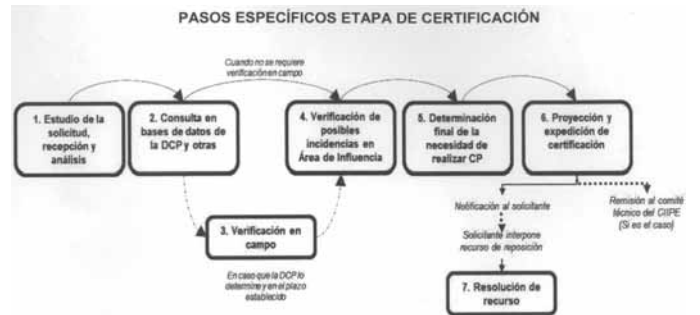 PASOS ESPECÍFICOS ETAPA DE CERTIFICACIÓN
Cuando no se requiere
verificación en campo
1. Estudio de la
solicitud,
recepción y
análisis
2. Consulta en
bases de datos de
la DCP y otras
4. Verificación de
posibles
incidencias en
Área de Influencia
5. Determinación
final de la
necesidad de
realizar CP
6. Proyección y
expedición de
certificación
3. Verificación en
campo
En caso que la DCP lo
determine y en el plazo
establecido
Notificación al solicitante
Solicitante interpone
recurso de reposición
7. Resolución de
recurso
Remisión al comité
técnico del CIIPE
(Si es el caso)